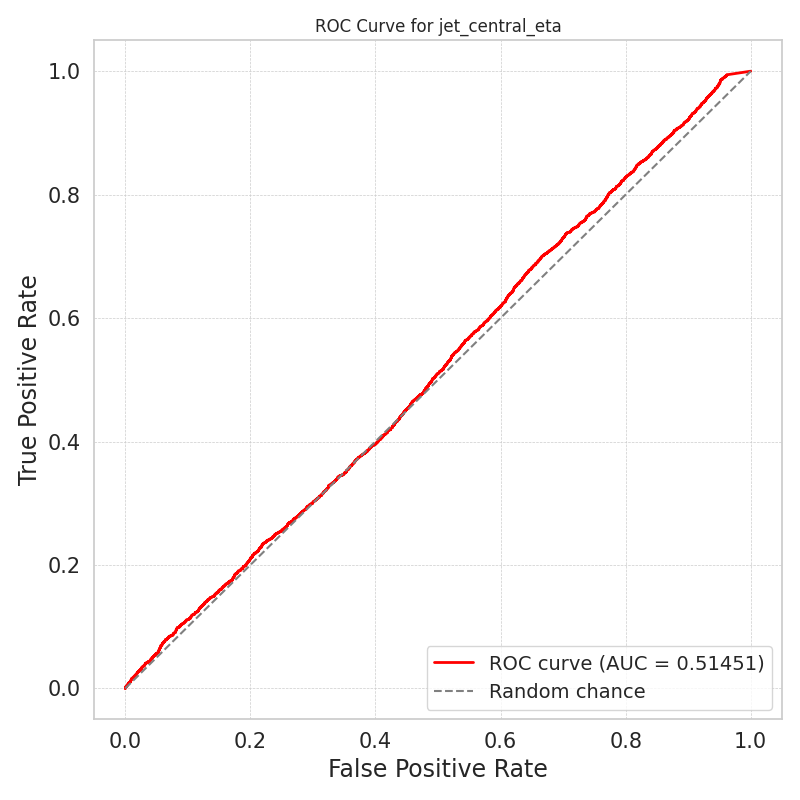 ROC Curve for jet_central_eta
1.0
0.8
0.6
0.4
0.2
0.0
True Positive Rate
ROC curve (AUC = 0.51451)
Random chance
0.0 0.2 0.4 0.6 0.8 1.0
False Positive Rate